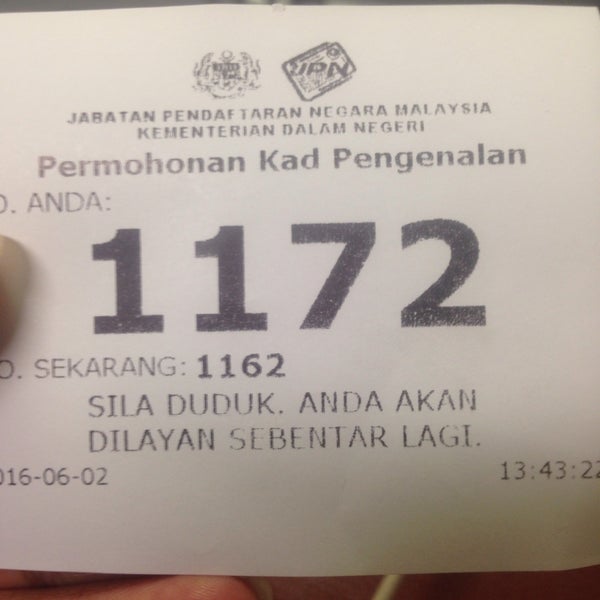 JPN
JABATAN PENDAFTARAN NEGARA MALAYSIA
KEMENTERIAN DALAM NEGERI
Permohonan Kad Pengenalan
O. ANDA:
1172
O. SEKARANG: 1162
SILA DUDUK. ANDA AKAN
DILAYAN SEBENTAR LAGI.
016-06-02 13:43:22